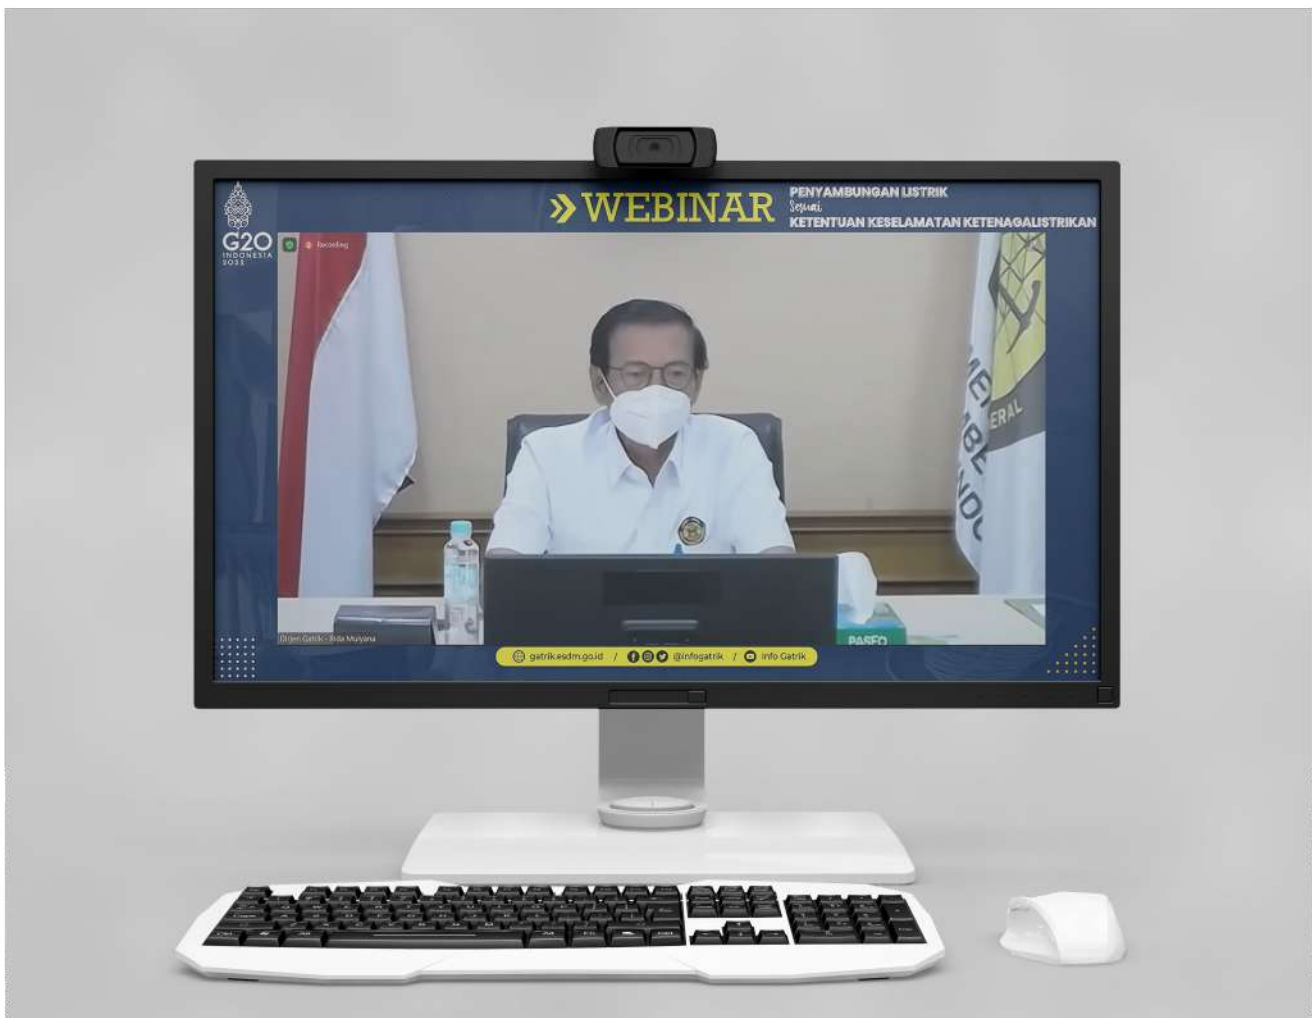 G20
INDONESIA
2022
WEBINAR
PENYAMBUNGAN LISTRIK
Sesuai
KETENTUAN KESELAMATAN KETENAGALISTRIKAN
Recording
ERAL
Dirjen Gatrik - Rida Mulyana
PASEO
gatrik.esdm.go.id / @infogatrik / Info Gatrik